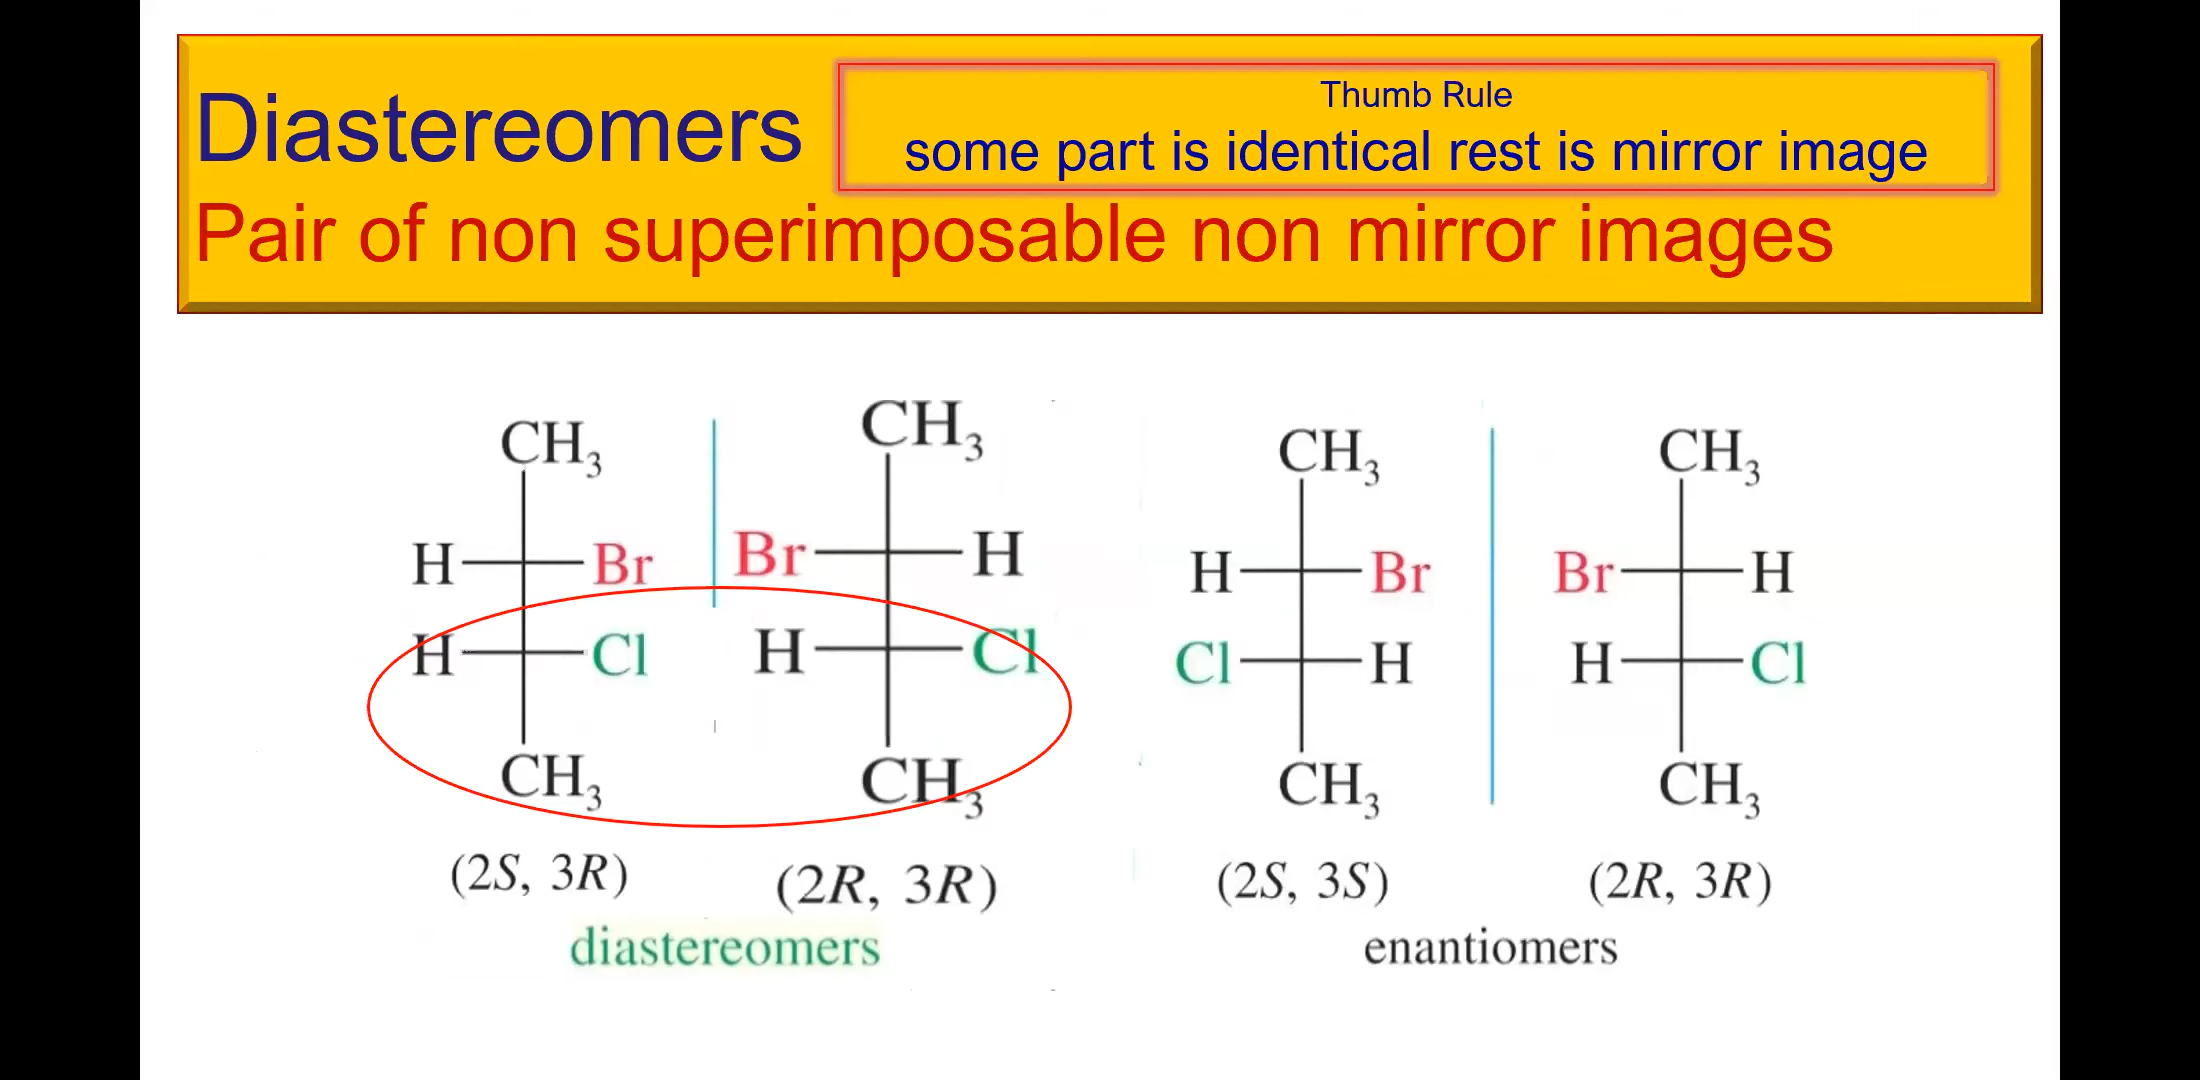 Diastereomers
Thumb Rule
some part is identical rest is mirror image
Pair of non superimposable non mirror images
CH₃ CH₃ CH₃ CH₃
H Br Br H H Br Br H
H Cl H Cl Cl H H Cl
CH₃ CH₃ CH₃ CH₃
(2S, 3R) (2R, 3R) (2S, 3S) (2R, 3R)
diastereomers enantiomers